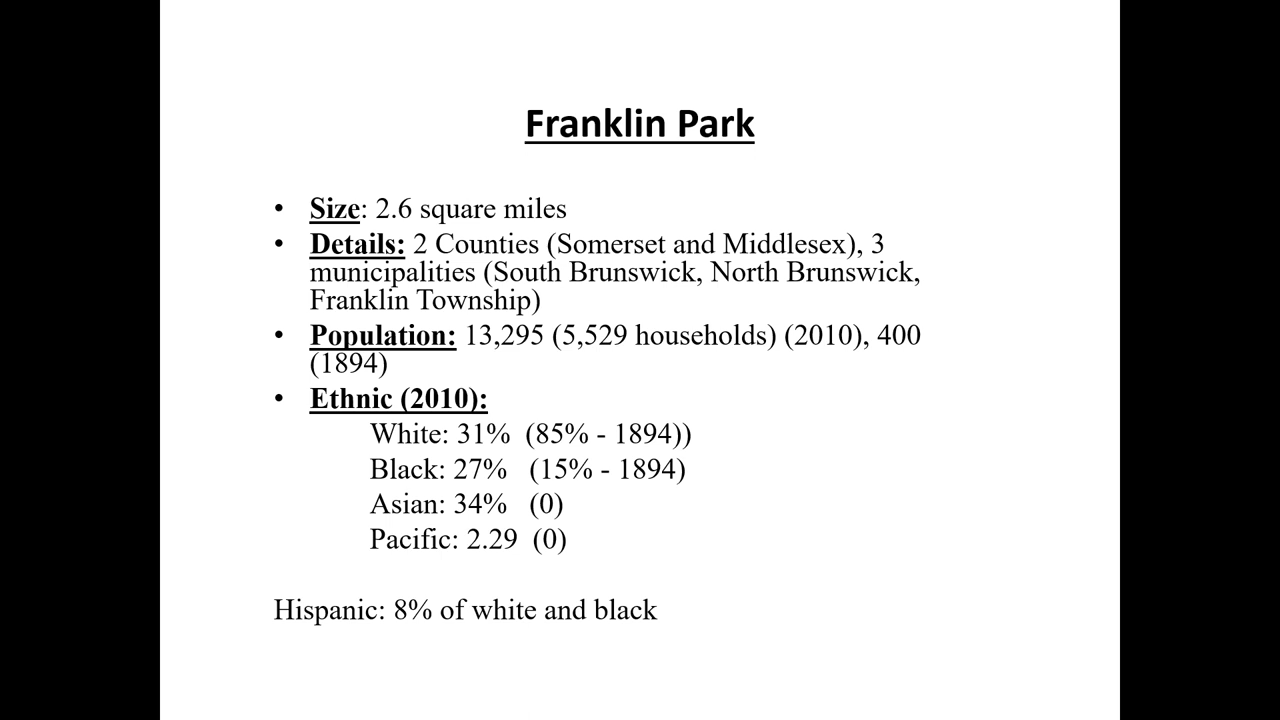 Franklin Park
• Size: 2.6 square miles
• Details: 2 Counties (Somerset and Middlesex), 3
municipalities (South Brunswick, North Brunswick,
Franklin Township)
• Population: 13,295 (5,529 households) (2010), 400
(1894)
• Ethnic (2010):
White: 31% (85% - 1894))
Black: 27% (15% - 1894)
Asian: 34% (0)
Pacific: 2.29 (0)
Hispanic: 8% of white and black